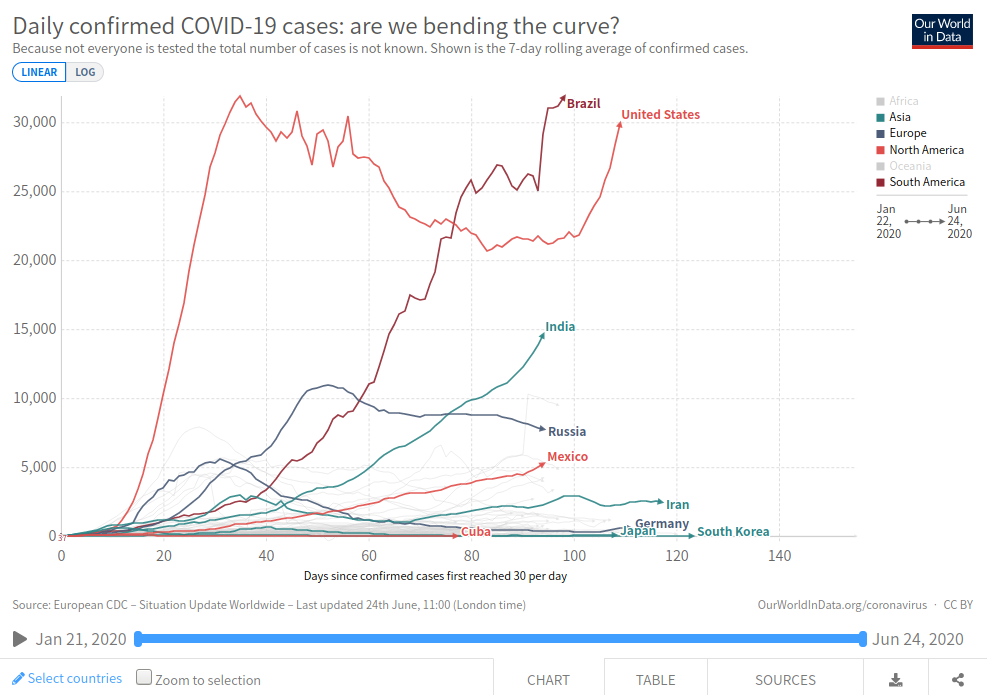 Daily confirmed COVID-19 cases: are we bending the curve?
Because not everyone is tested the total number of cases is not known. Shown is the 7-day rolling average of confirmed cases.
Our World
in Data
LINEAR
LOG
30,000
25,000
20,000
15,000
10,000
5,000
0
Brazil
United States
India
Russia
Mexico
Iran
Germany
Japan
South Korea
Cuba
Africa
Asia
Europe
North America
Oceania
South America
Jan
22,
2020
Jun
24,
2020
0
20
40
60
80
100
120
140
Days since confirmed cases first reached 30 per day
Source: European CDC – Situation Update Worldwide – Last updated 24th June, 11:00 (London time)
OurWorldInData.org/coronavirus · CC BY
Jan 21, 2020
Jun 24, 2020
Select countries
Zoom to selection
CHART
TABLE
SOURCES